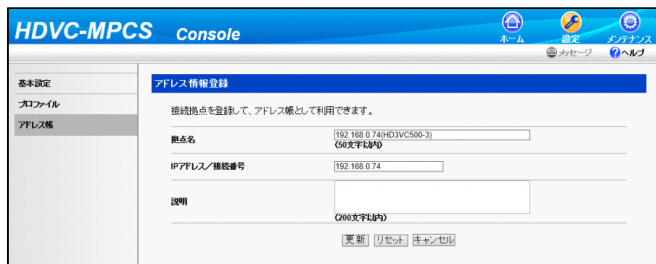 HDVC-MPCS Console
ホーム
設定
メンテナンス
メッセージ
ヘルプ
基本設定
プロファイル
アドレス帳
アドレス情報登録
接続拠点を登録して、アドレス帳として利用できます。
拠点名
192.168.0.74(HD3VC500-3)
(50文字以内)
IPアドレス／接続番号
192.168.0.74
説明
(200文字以内)
更新 リセット キャンセル